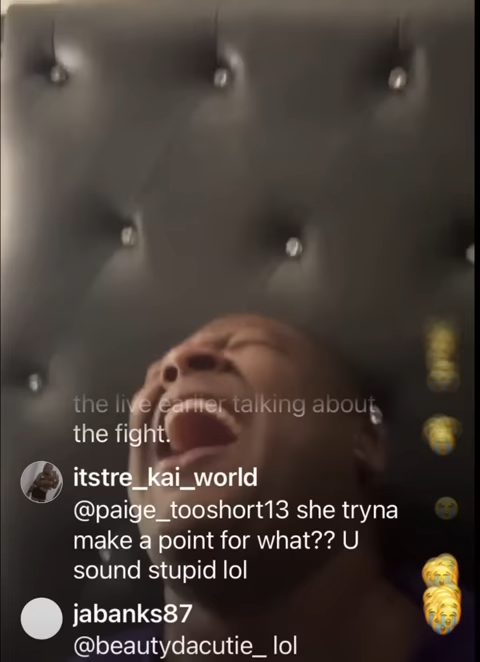 the live earlier talking about
the fight.
itstre_kai_world
@paige_tooshort13 she tryna
make a point for what?? U
sound stupid lol
jabanks87
@beautydacutie_ lol